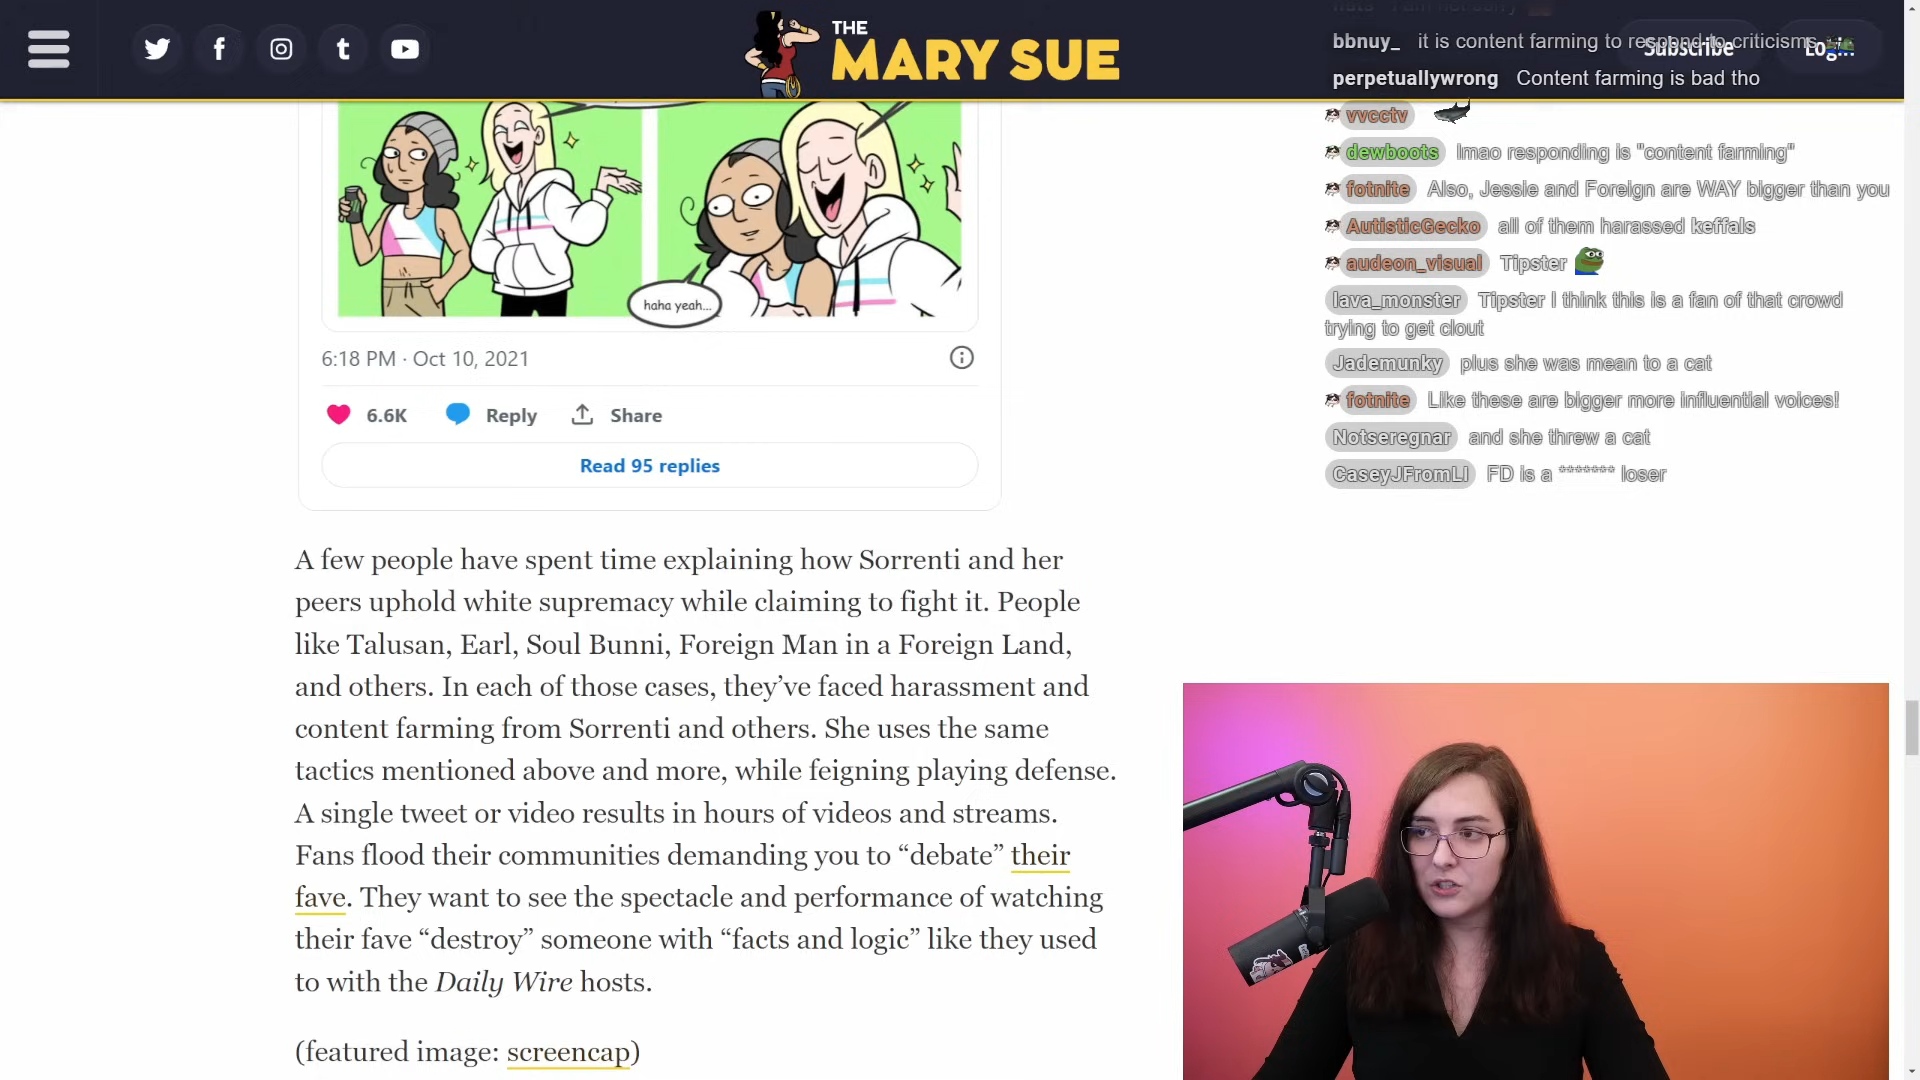 THE
MARY SUE
Subscribe
Login
haha yeah...
6:18 PM · Oct 10, 2021
6.6K
Reply
Share
Read 95 replies
A few people have spent time explaining how Sorrenti and her
peers uphold white supremacy while claiming to fight it. People
like Talusan, Earl, Soul Bunni, Foreign Man in a Foreign Land,
and others. In each of those cases, they’ve faced harassment and
content farming from Sorrenti and others. She uses the same
tactics mentioned above and more, while feigning playing defense.
A single tweet or video results in hours of videos and streams.
Fans flood their communities demanding you to “debate” their
fave. They want to see the spectacle and performance of watching
their fave “destroy” someone with “facts and logic” like they used
to with the Daily Wire hosts.
(featured image: screencap)
bbnuy_ it is content farming to respond to criticisms
perpetuallywrong Content farming is bad tho
vvcctv
dewboots lmao responding is "content farming"
fotnite Also, Jessie and Foreign are WAY bigger than you
AutisticGecko all of them harassed keffals
audeon_visual Tipster
lava_monster Tipster I think this is a fan of that crowd
trying to get clout
Jademunky plus she was mean to a cat
fotnite Like these are bigger more influential voices!
Notseregnar and she threw a cat
CaseyJFromLI FD is a ******* loser